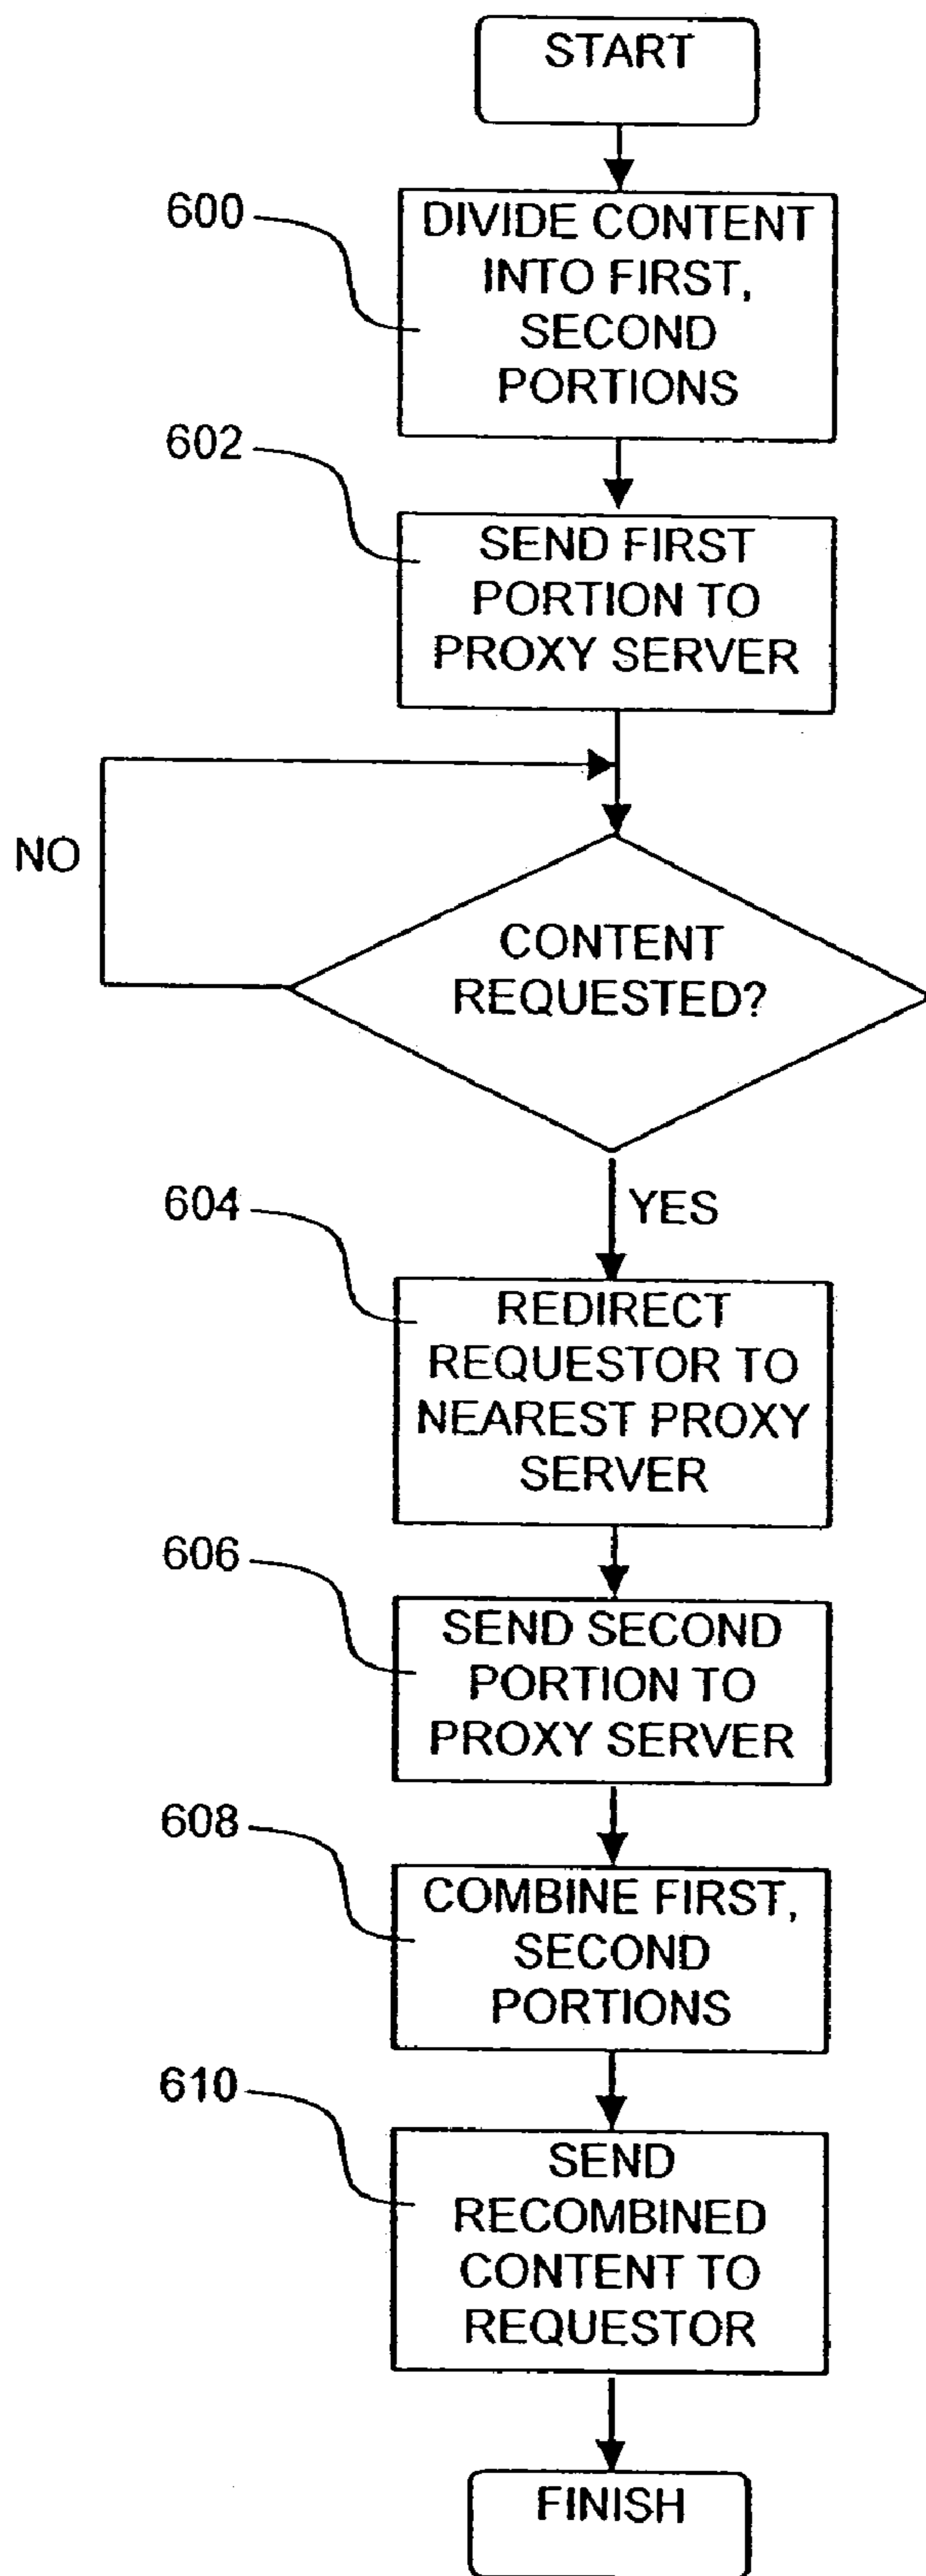 START
600
DIVIDE CONTENT
INTO FIRST,
SECOND
PORTIONS
602
SEND FIRST
PORTION TO
PROXY SERVER
NO
CONTENT
REQUESTED?
YES
604
REDIRECT
REQUESTOR TO
NEAREST PROXY
SERVER
606
SEND SECOND
PORTION TO
PROXY SERVER
608
COMBINE FIRST,
SECOND
PORTIONS
610
SEND
RECOMBINED
CONTENT TO
REQUESTOR
FINISH